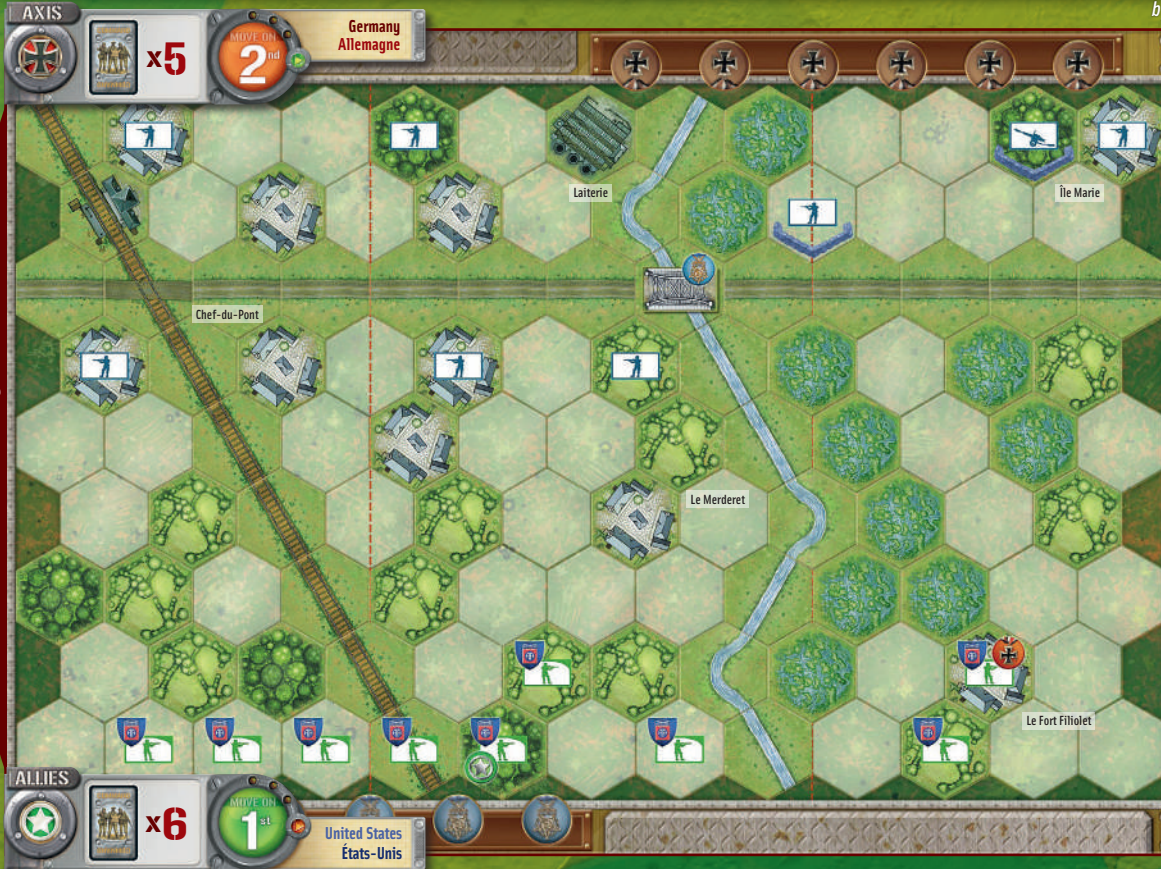 AXIS
x5
MOVE ON
2nd
Germany
Allemagne
b
Laiterie
Île Marie
Chef-du-Pont
Le Merderet
Le Fort Filiolet
ALLIES
x6
MOVE ON
1st
United States
États-Unis